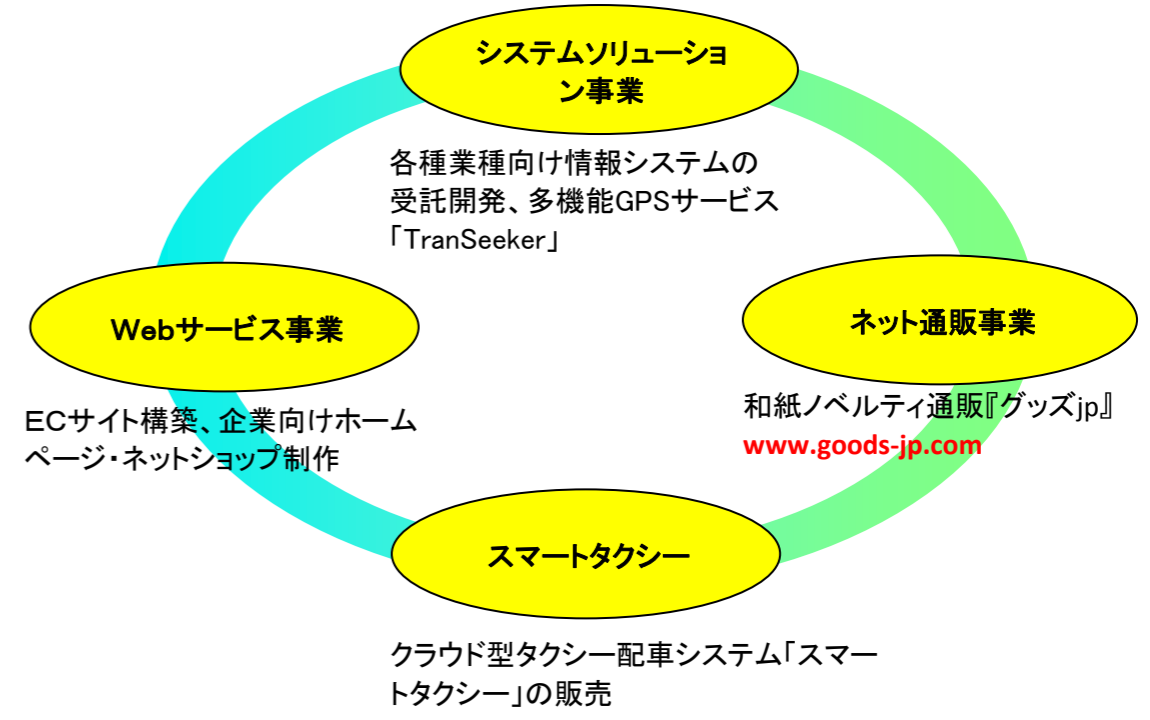 システムソリューショ
ン事業
各種業種向け情報システムの
受託開発、多機能GPSサービス
「TranSeeker」
Ｗebサービス事業
ＥＣサイト構築、企業向けホーム
ページ・ネットショップ制作
ネット通販事業
和紙ノベルティ通販『グッズjp』
www.goods-jp.com
スマートタクシー
クラウド型タクシー配車システム「スマー
トタクシー」の販売